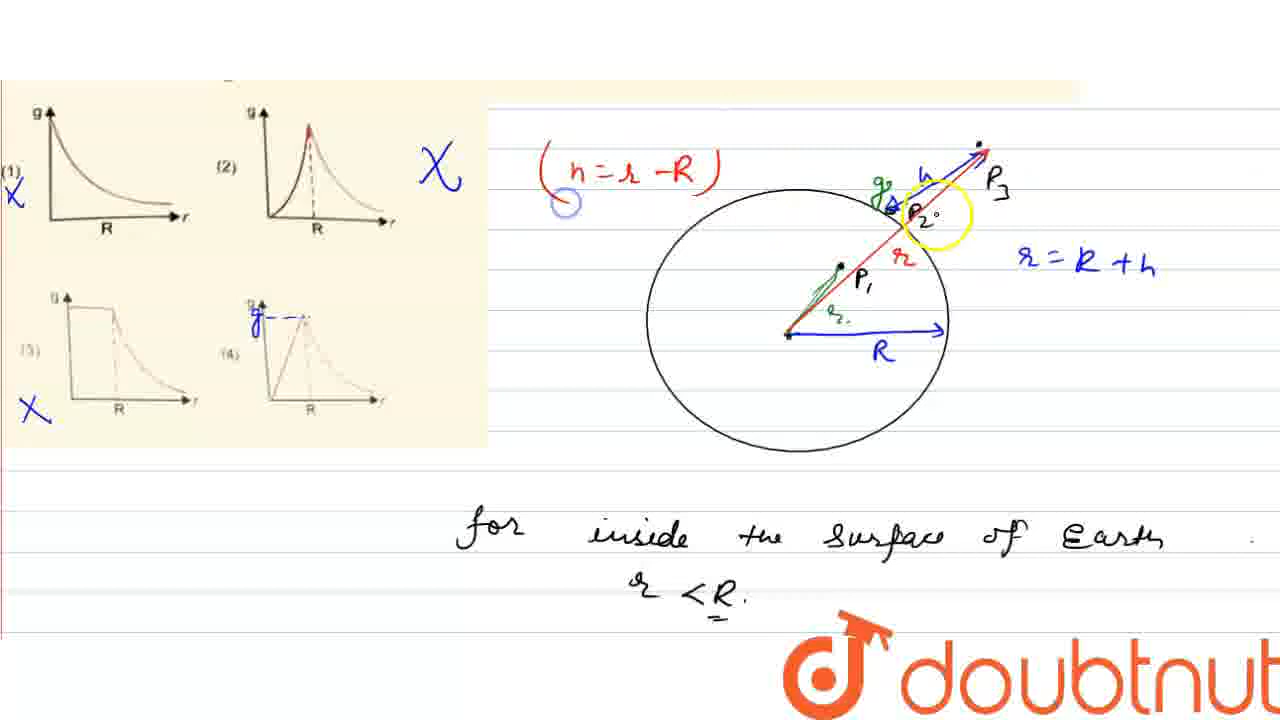 g
(1)
r
R
X
g
(2)
r
R
X
g
(3)
r
R
X
g
g
(4)
r
R
(h = r - R)
g
h
P3
P2
r
r = R + h
P1
r
R
for inside the surface of Earth
r < R.
doubtnut